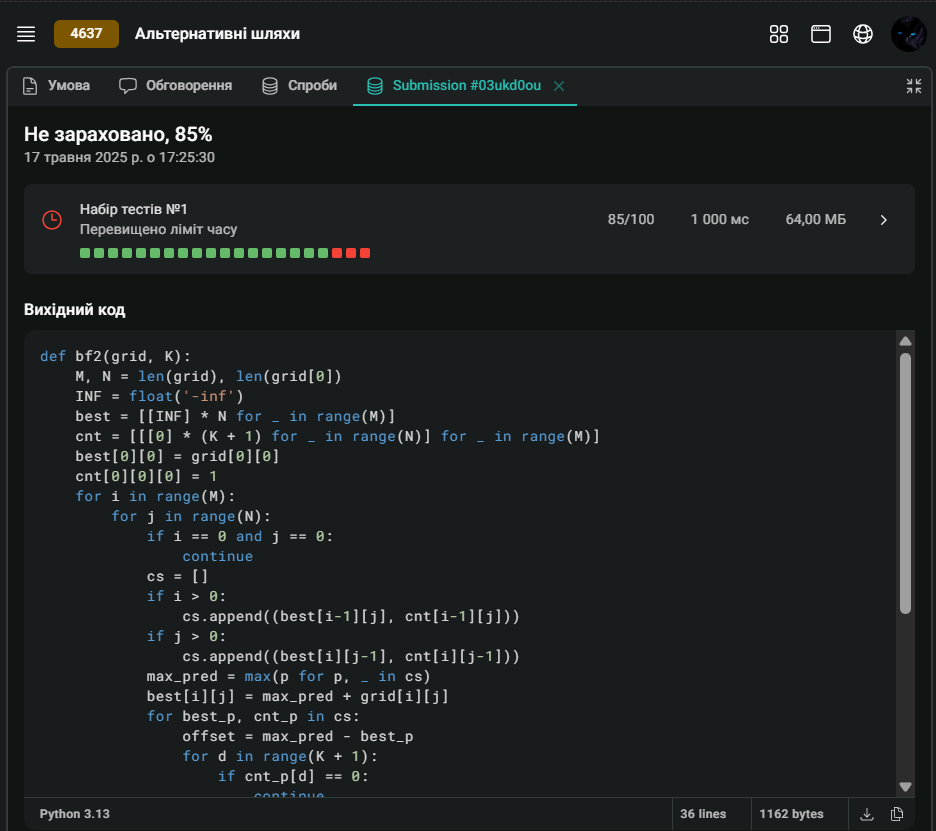 4637 Альтернативні шляхи
Умова Обговорення Спроби Submission #03ukd0ou
Не зараховано, 85%
17 травня 2025 р. о 17:25:30
Набір тестів №1
Перевищено ліміт часу
85/100 1 000 мс 64,00 МБ
Вихідний код
def bf2(grid, K):
    M, N = len(grid), len(grid[0])
    INF = float('-inf')
    best = [[INF] * N for _ in range(M)]
    cnt = [[[0] * (K + 1) for _ in range(N)] for _ in range(M)]
    best[0][0] = grid[0][0]
    cnt[0][0][0] = 1
    for i in range(M):
        for j in range(N):
            if i == 0 and j == 0:
                continue
            cs = []
            if i > 0:
                cs.append((best[i-1][j], cnt[i-1][j]))
            if j > 0:
                cs.append((best[i][j-1], cnt[i][j-1]))
            max_pred = max(p for p, _ in cs)
            best[i][j] = max_pred + grid[i][j]
            for best_p, cnt_p in cs:
                offset = max_pred - best_p
                for d in range(K + 1):
                    if cnt_p[d] == 0:
                        continue
Python 3.13 36 lines 1162 bytes